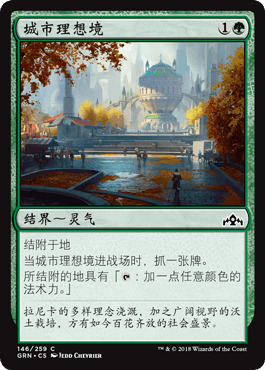 城市理想境
1
结界～灵气
结附于地
当城市理想境进战场时，抓一张牌。
所结附的地具有「：加一点任意颜色的
法术力。」
拉尼卡的多样理念浇溉，加之广阔视野的沃
土栽培，方有如今百花齐放的社会盛景。
146/259 C
GRN • CS Jedd Chevrier
™ & © 2018 Wizards of the Coast